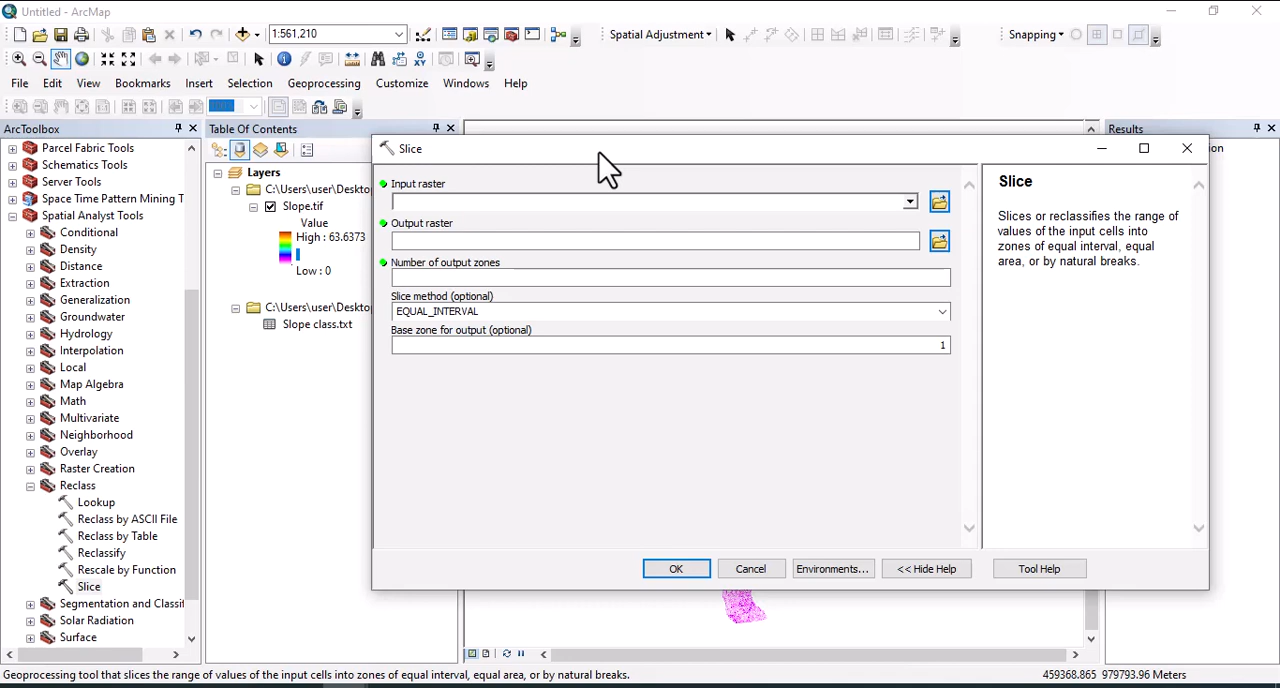 Untitled - ArcMap
1:561,210
Spatial Adjustment
Snapping
File Edit View Bookmarks Insert Selection Geoprocessing Customize Windows Help
ArcToolbox
Parcel Fabric Tools
Schematics Tools
Server Tools
Space Time Pattern Mining T
Spatial Analyst Tools
Conditional
Density
Distance
Extraction
Generalization
Groundwater
Hydrology
Interpolation
Local
Map Algebra
Math
Multivariate
Neighborhood
Overlay
Raster Creation
Reclass
Lookup
Reclass by ASCII File
Reclass by Table
Reclassify
Rescale by Function
Slice
Segmentation and Classifi
Solar Radiation
Surface
Table Of Contents
Layers
C:\Users\user\Deskto
Slope.tif
Value
High : 63.6373
Low : 0
C:\Users\user\Deskto
Slope class.txt
Results
on
Slice
Input raster
Output raster
Number of output zones
Slice method (optional)
EQUAL_INTERVAL
Base zone for output (optional)
1
OK Cancel Environments... << Hide Help Tool Help
Slice
Slices or reclassifies the range of
values of the input cells into
zones of equal interval, equal
area, or by natural breaks.
Geoprocessing tool that slices the range of values of the input cells into zones of equal interval, equal area, or by natural breaks.
459368.865 979793.96 Meters